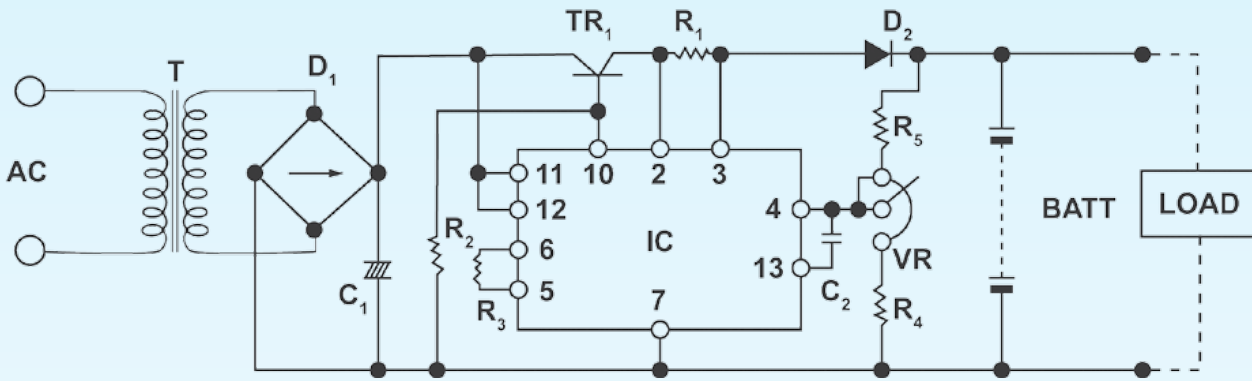 TR₁ R₁ D₂
T D₁
R₅
11 10 2 3
AC
12 4 BATT LOAD
R₂ 6 IC
13 VR
C₁ 5 7 C₂
R₃ R₄